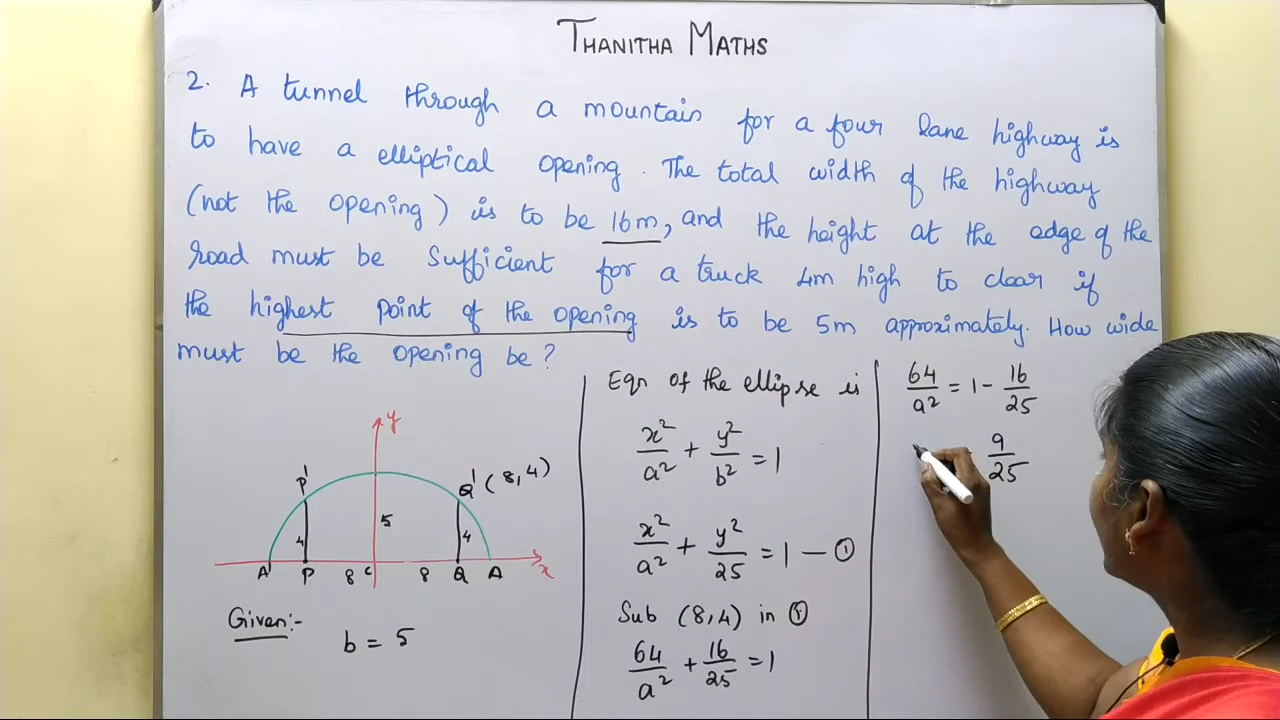 THANITHA MATHS
2. A tunnel through a mountain for a four lane highway is
to have a elliptical opening. The total width of the highway
(not the opening) is to be 16m, and the height at the edge of the
road must be sufficient for a truck 4m high to clear if
the highest point of the opening is to be 5m approximately. How wide
must be the opening be?
y
P' Q' (8,4)
4 5 4
A P 8 C 8 Q A x
Given:-
b = 5
Eqn of the ellipse is
x²/a² + y²/b² = 1
x²/a² + y²/25 = 1 — ①
Sub (8,4) in ①
64/a² + 16/25 = 1
64/a² = 1 - 16/25
9/25